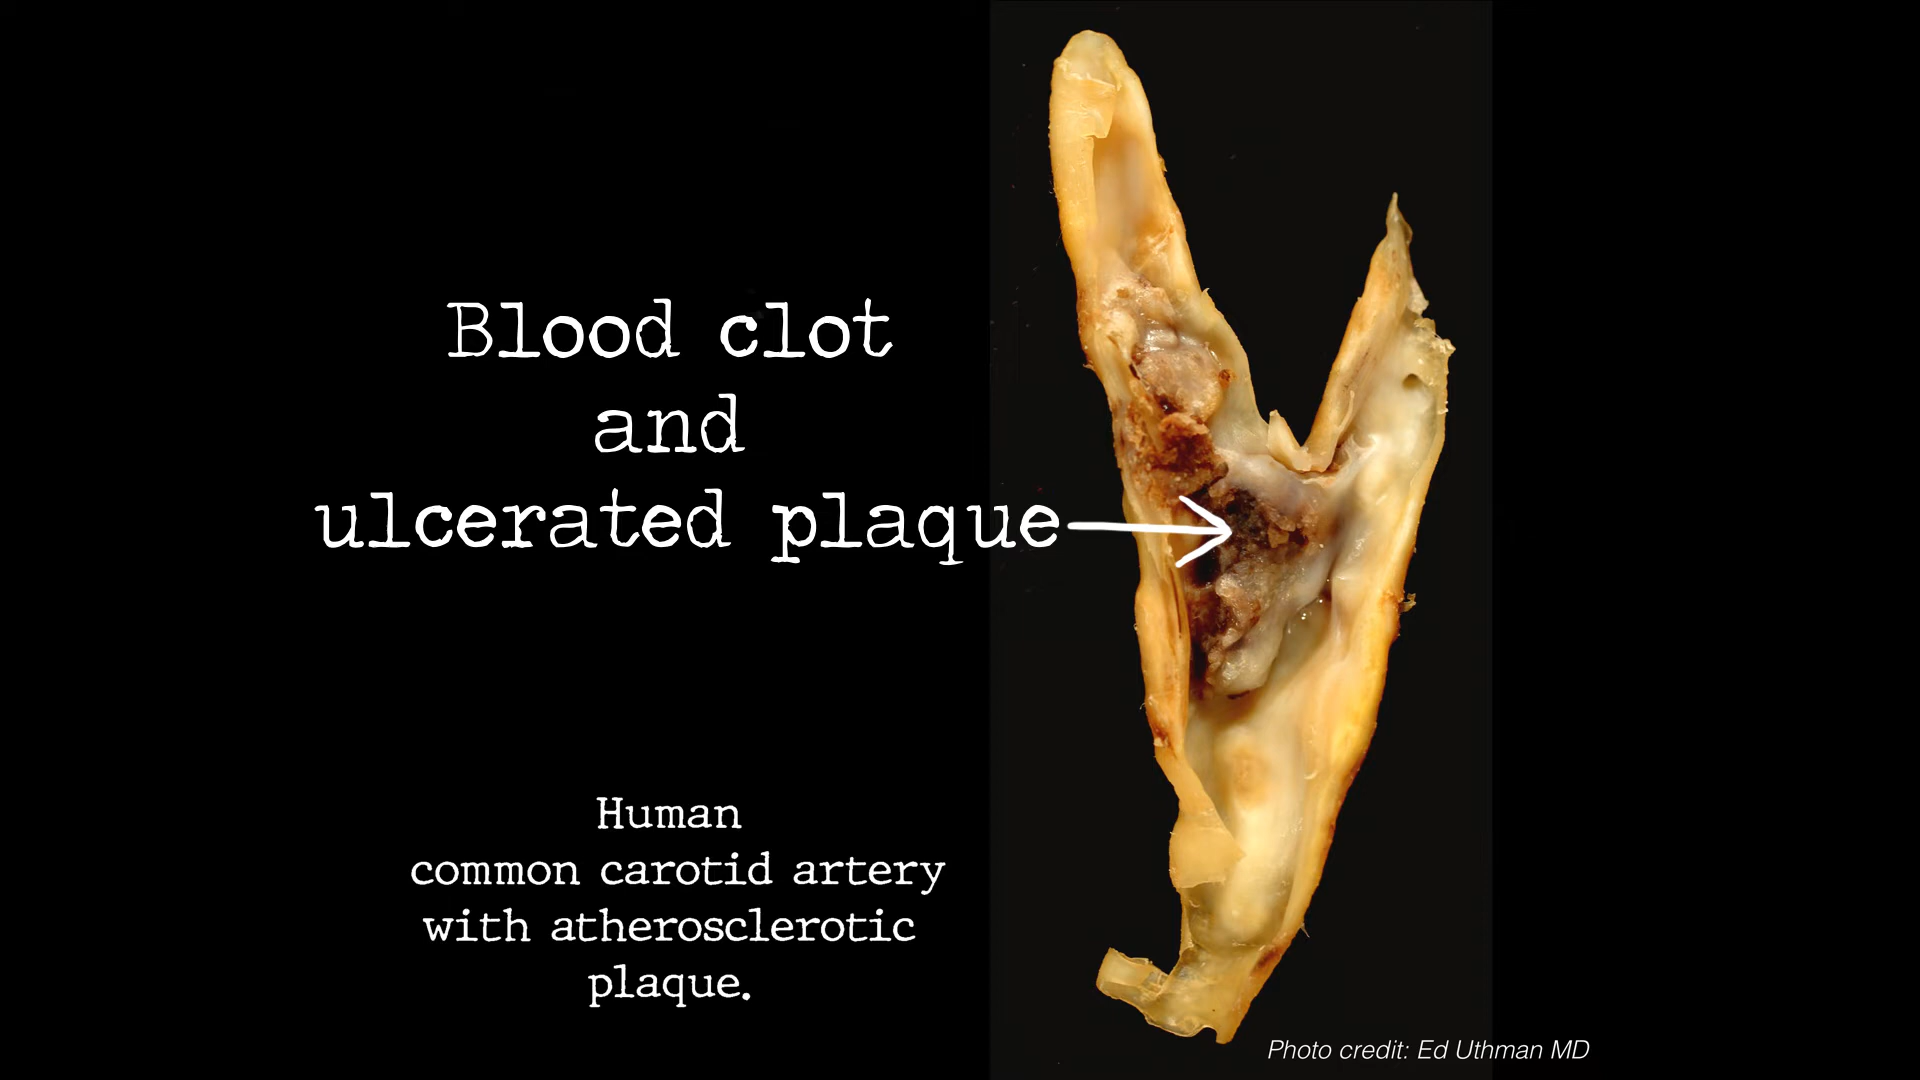 Blood clot
and
ulcerated plaque
Human
common carotid artery
with atherosclerotic
plaque.
Photo credit: Ed Uthman MD